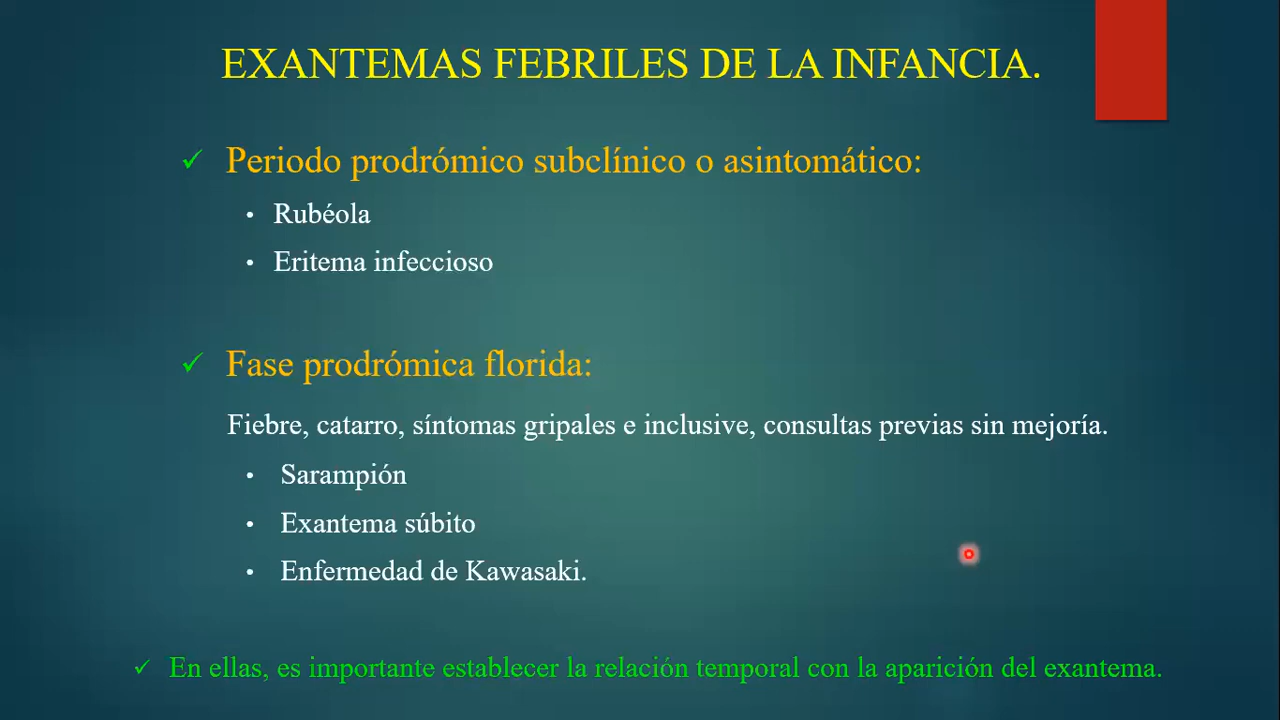 EXANTEMAS FEBRILES DE LA INFANCIA.
✓ Periodo prodrómico subclínico o asintomático:
• Rubéola
• Eritema infeccioso
✓ Fase prodrómica florida:
Fiebre, catarro, síntomas gripales e inclusive, consultas previas sin mejoría.
• Sarampión
• Exantema súbito
• Enfermedad de Kawasaki.
✓ En ellas, es importante establecer la relación temporal con la aparición del exantema.